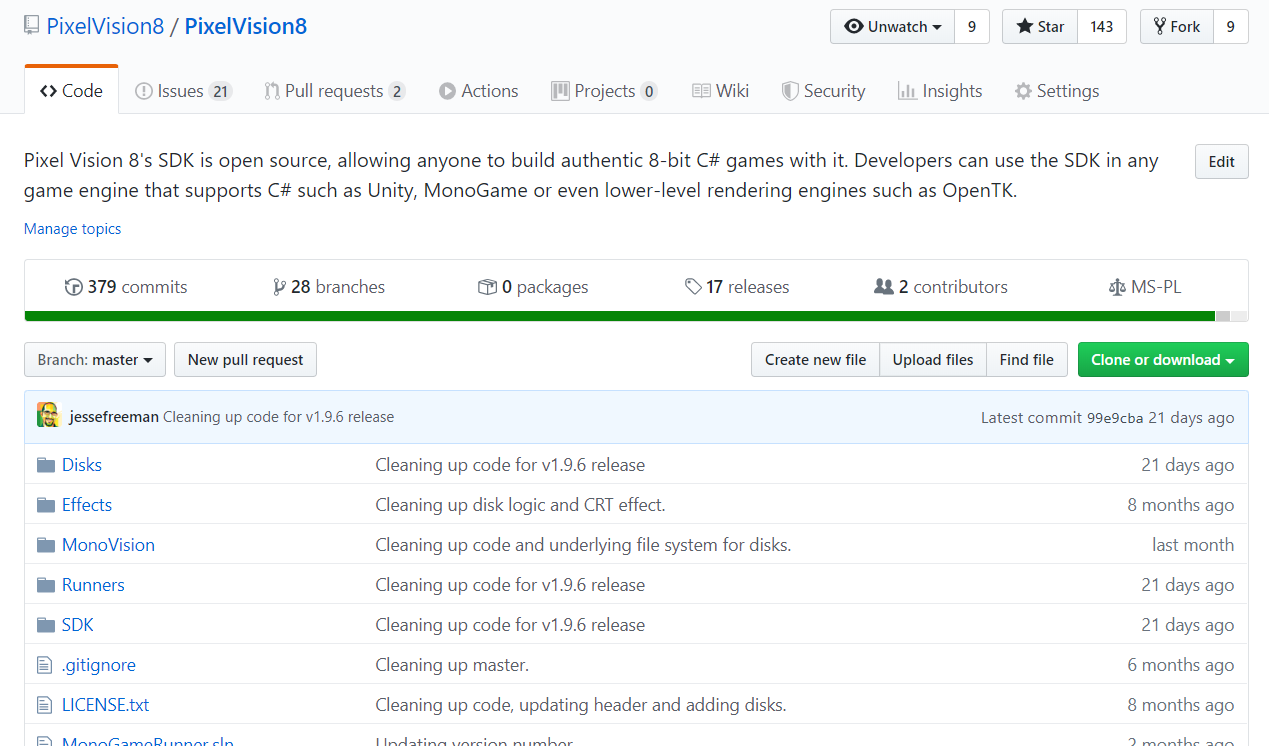 PixelVision8 / PixelVision8 Unwatch 9 Star 143 Fork 9
Code Issues 21 Pull requests 2 Actions Projects 0 Wiki Security Insights Settings
Pixel Vision 8's SDK is open source, allowing anyone to build authentic 8-bit C# games with it. Developers can use the SDK in any
game engine that supports C# such as Unity, MonoGame or even lower-level rendering engines such as OpenTK.
Edit
Manage topics
379 commits 28 branches 0 packages 17 releases 2 contributors MS-PL
Branch: master New pull request Create new file Upload files Find file Clone or download
jessefreeman Cleaning up code for v1.9.6 release Latest commit 99e9cba 21 days ago
Disks Cleaning up code for v1.9.6 release 21 days ago
Effects Cleaning up disk logic and CRT effect. 8 months ago
MonoVision Cleaning up code and underlying file system for disks. last month
Runners Cleaning up code for v1.9.6 release 21 days ago
SDK Cleaning up code for v1.9.6 release 21 days ago
.gitignore Cleaning up master. 6 months ago
LICENSE.txt Cleaning up code, updating header and adding disks. 8 months ago
MonoGameRunner.sln Updating version number 2 months ago